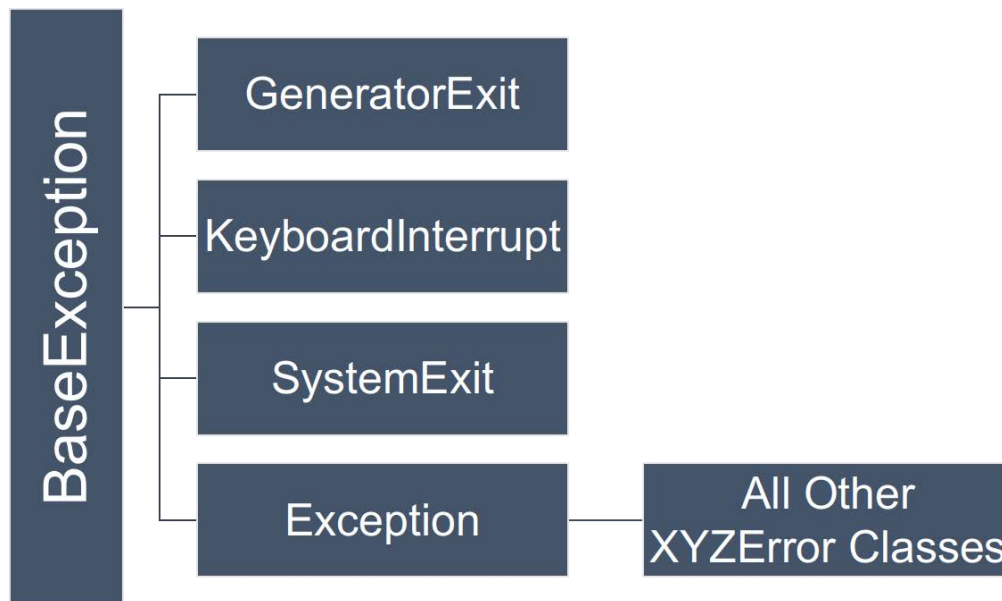 BaseException
GeneratorExit
KeyboardInterrupt
SystemExit
Exception
All Other
XYZError Classes